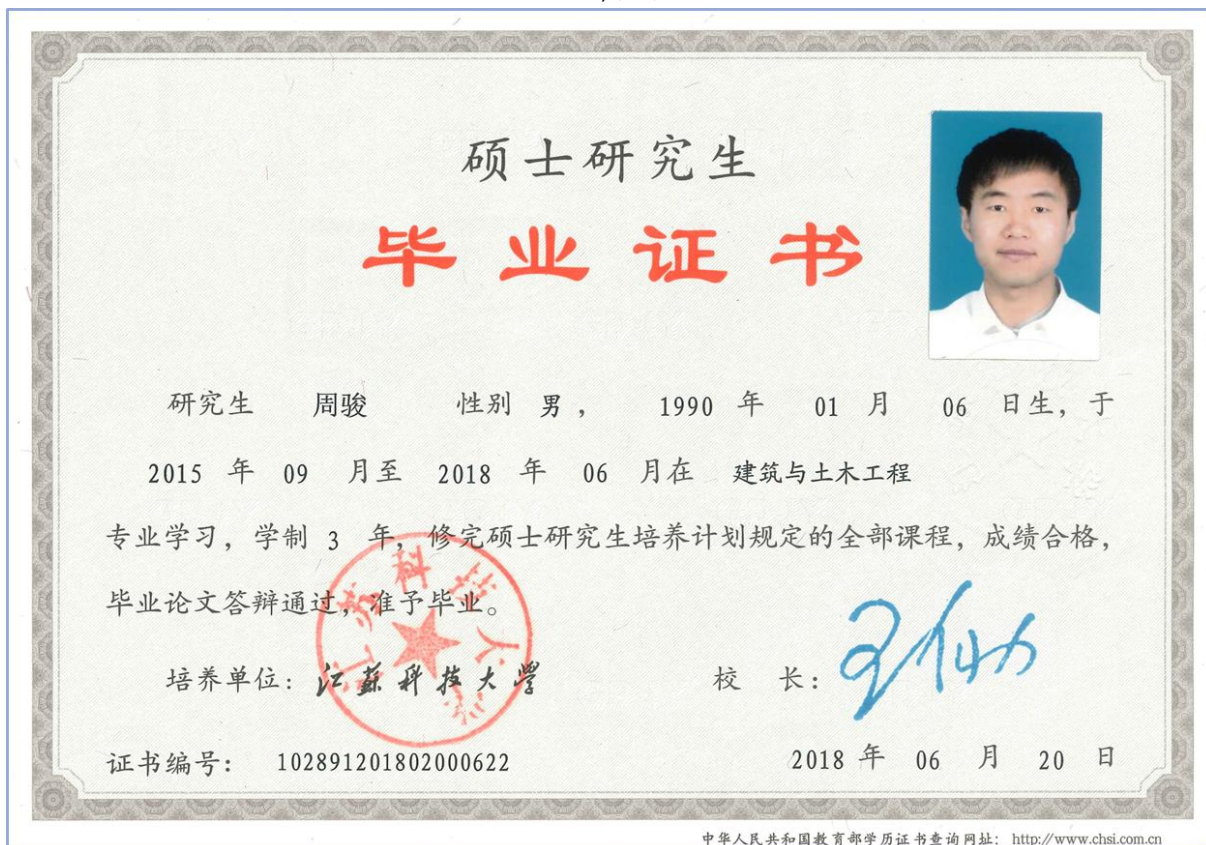 硕士研究生
毕业证书
研究生 周骏 性别 男， 1990 年 01 月 06 日生，于
2015 年 09 月至 2018 年 06 月在 建筑与土木工程
专业学习，学制 3 年，修完硕士研究生培养计划规定的全部课程，成绩合格，
毕业论文答辩通过，准予毕业。
江苏科技大学
培养单位：江蘇科技大學 校 长：
证书编号： 102891201802000622 2018 年 06 月 20 日
中华人民共和国教育部学历证书查询网址： http://www.chsi.com.cn